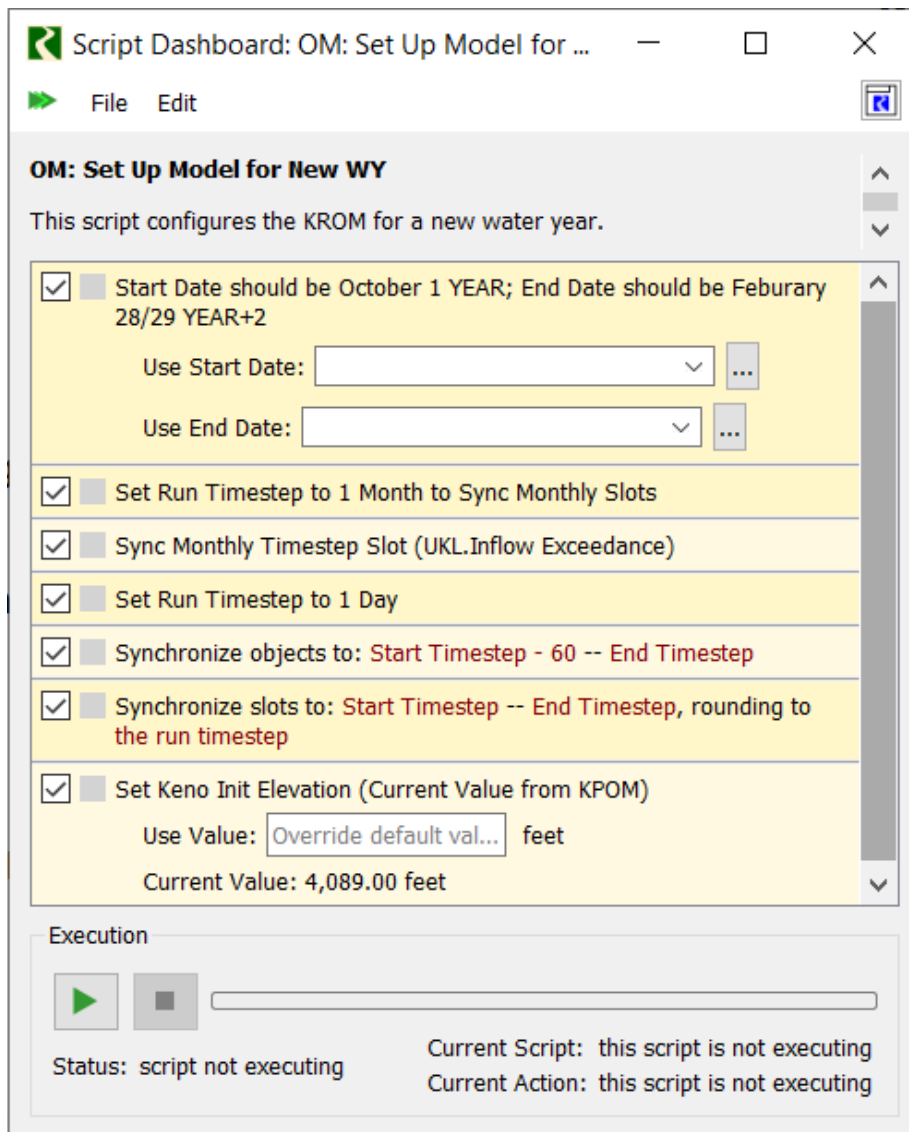 Script Dashboard: OM: Set Up Model for ...
File Edit
OM: Set Up Model for New WY
This script configures the KROM for a new water year.
Start Date should be October 1 YEAR; End Date should be Feburary
28/29 YEAR+2
Use Start Date: ...
Use End Date: ...
Set Run Timestep to 1 Month to Sync Monthly Slots
Sync Monthly Timestep Slot (UKL.Inflow Exceedance)
Set Run Timestep to 1 Day
Synchronize objects to: Start Timestep - 60 -- End Timestep
Synchronize slots to: Start Timestep -- End Timestep, rounding to
the run timestep
Set Keno Init Elevation (Current Value from KPOM)
Use Value: Override default val... feet
Current Value: 4,089.00 feet
Execution
Status: script not executing
Current Script: this script is not executing
Current Action: this script is not executing